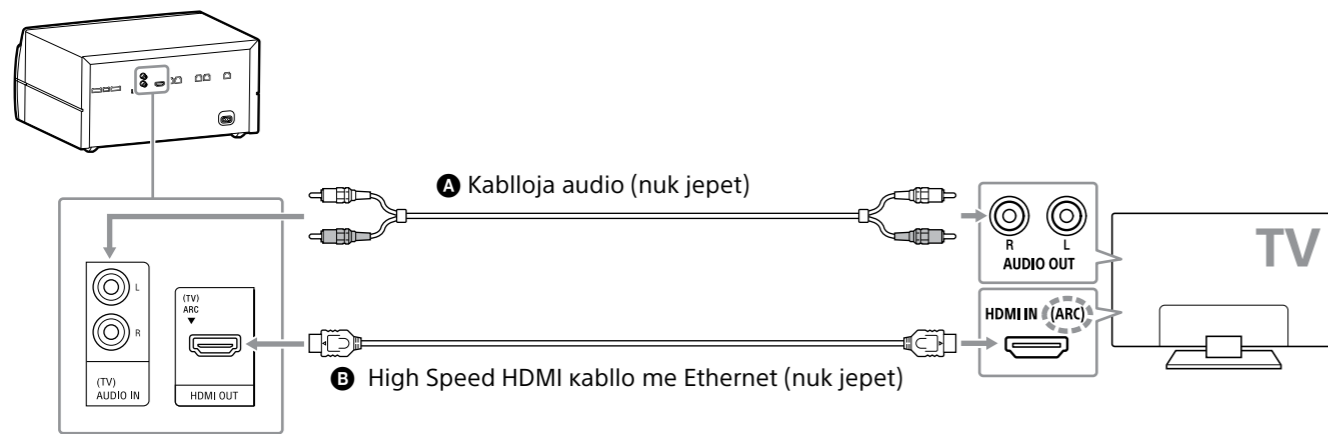 A Kablloja audio (nuk jepet)
R L
AUDIO OUT
TV
L
R
(TV)
AUDIO IN
(TV)
ARC
HDMI OUT
HDMI IN (ARC)
B High Speed HDMI кabllo me Ethernet (nuk jepet)